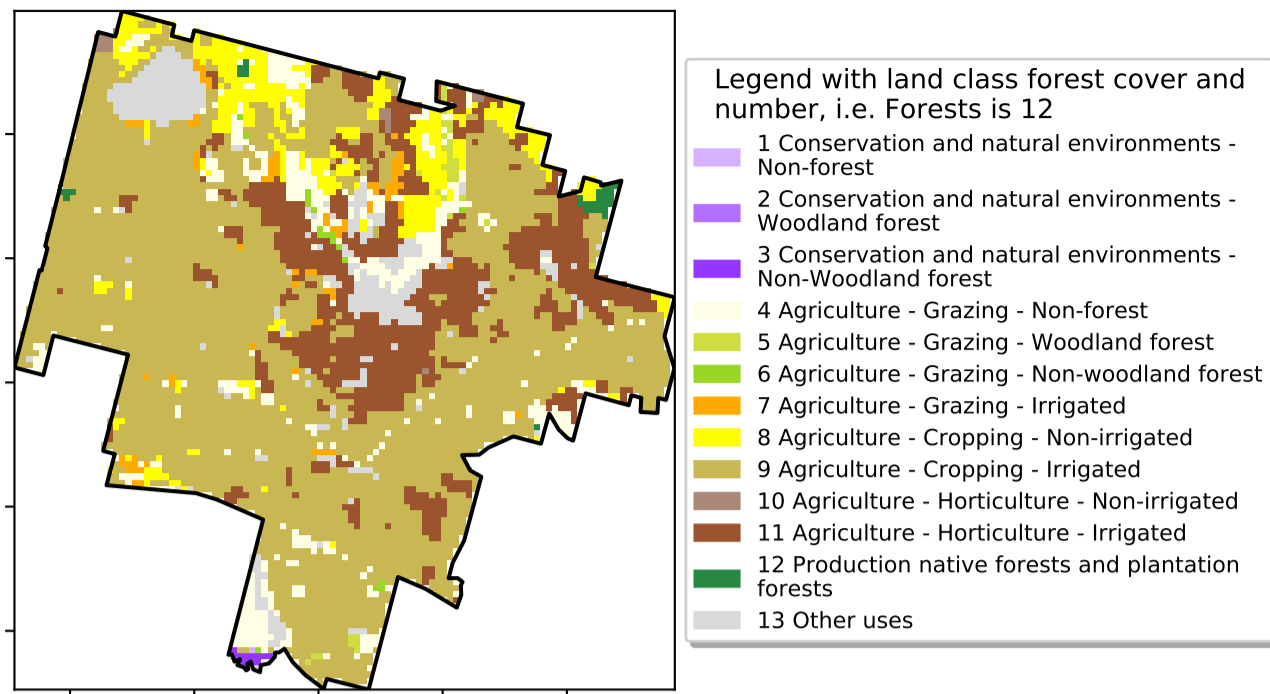 Legend with land class forest cover and
number, i.e. Forests is 12
1 Conservation and natural environments -
Non-forest
2 Conservation and natural environments -
Woodland forest
3 Conservation and natural environments -
Non-Woodland forest
4 Agriculture - Grazing - Non-forest
5 Agriculture - Grazing - Woodland forest
6 Agriculture - Grazing - Non-woodland forest
7 Agriculture - Grazing - Irrigated
8 Agriculture - Cropping - Non-irrigated
9 Agriculture - Cropping - Irrigated
10 Agriculture - Horticulture - Non-irrigated
11 Agriculture - Horticulture - Irrigated
12 Production native forests and plantation
forests
13 Other uses